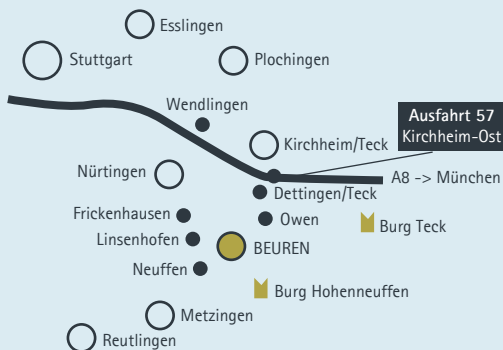 Esslingen
Stuttgart
Plochingen
Wendlingen
Ausfahrt 57
Kirchheim-Ost
Kirchheim/Teck
Nürtingen
A8 -> München
Dettingen/Teck
Frickenhausen
Owen
Burg Teck
Linsenhofen
BEUREN
Neuffen
Burg Hohenneuffen
Metzingen
Reutlingen